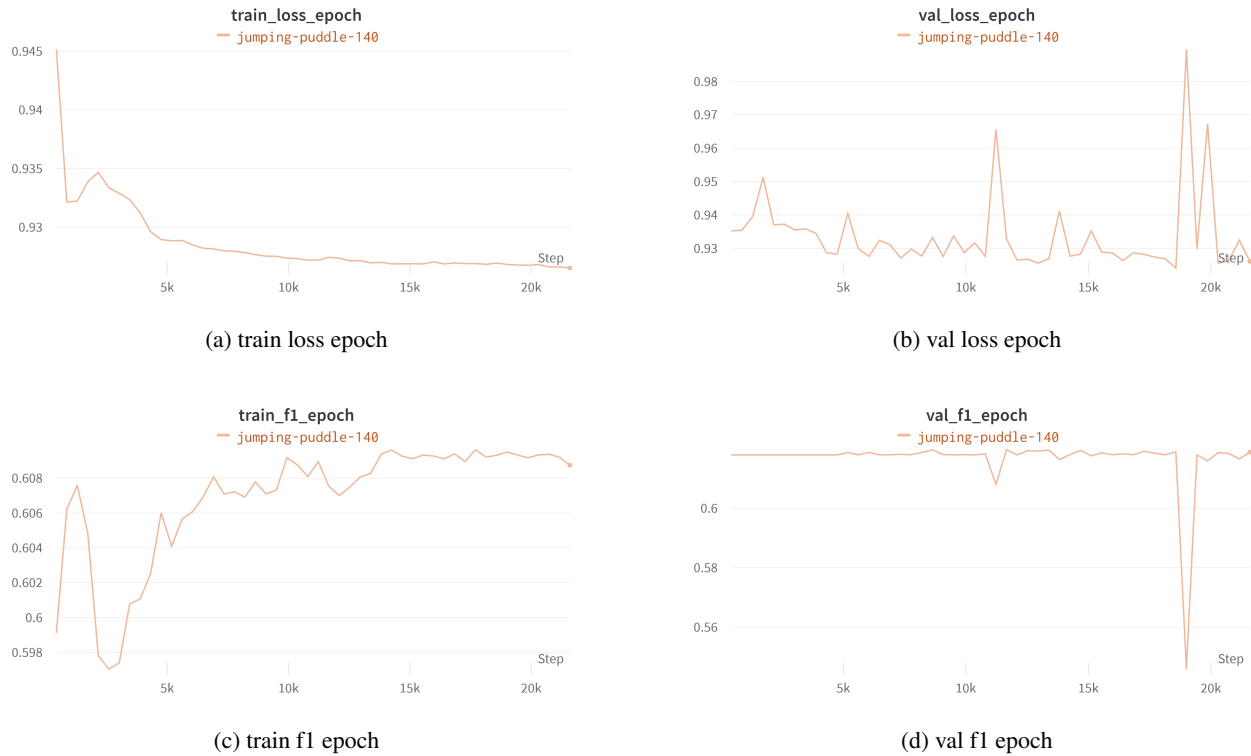 train_loss_epoch
jumping-puddle-140
0.945
0.94
0.935
0.93
Step
5k
10k
15k
20k
(a) train loss epoch
val_loss_epoch
jumping-puddle-140
0.98
0.97
0.96
0.95
0.94
0.93
Step
5k
10k
15k
20k
(b) val loss epoch
train_f1_epoch
jumping-puddle-140
0.608
0.606
0.604
0.602
0.6
0.598
Step
5k
10k
15k
20k
(c) train f1 epoch
val_f1_epoch
jumping-puddle-140
0.6
0.58
0.56
Step
5k
10k
15k
20k
(d) val f1 epoch